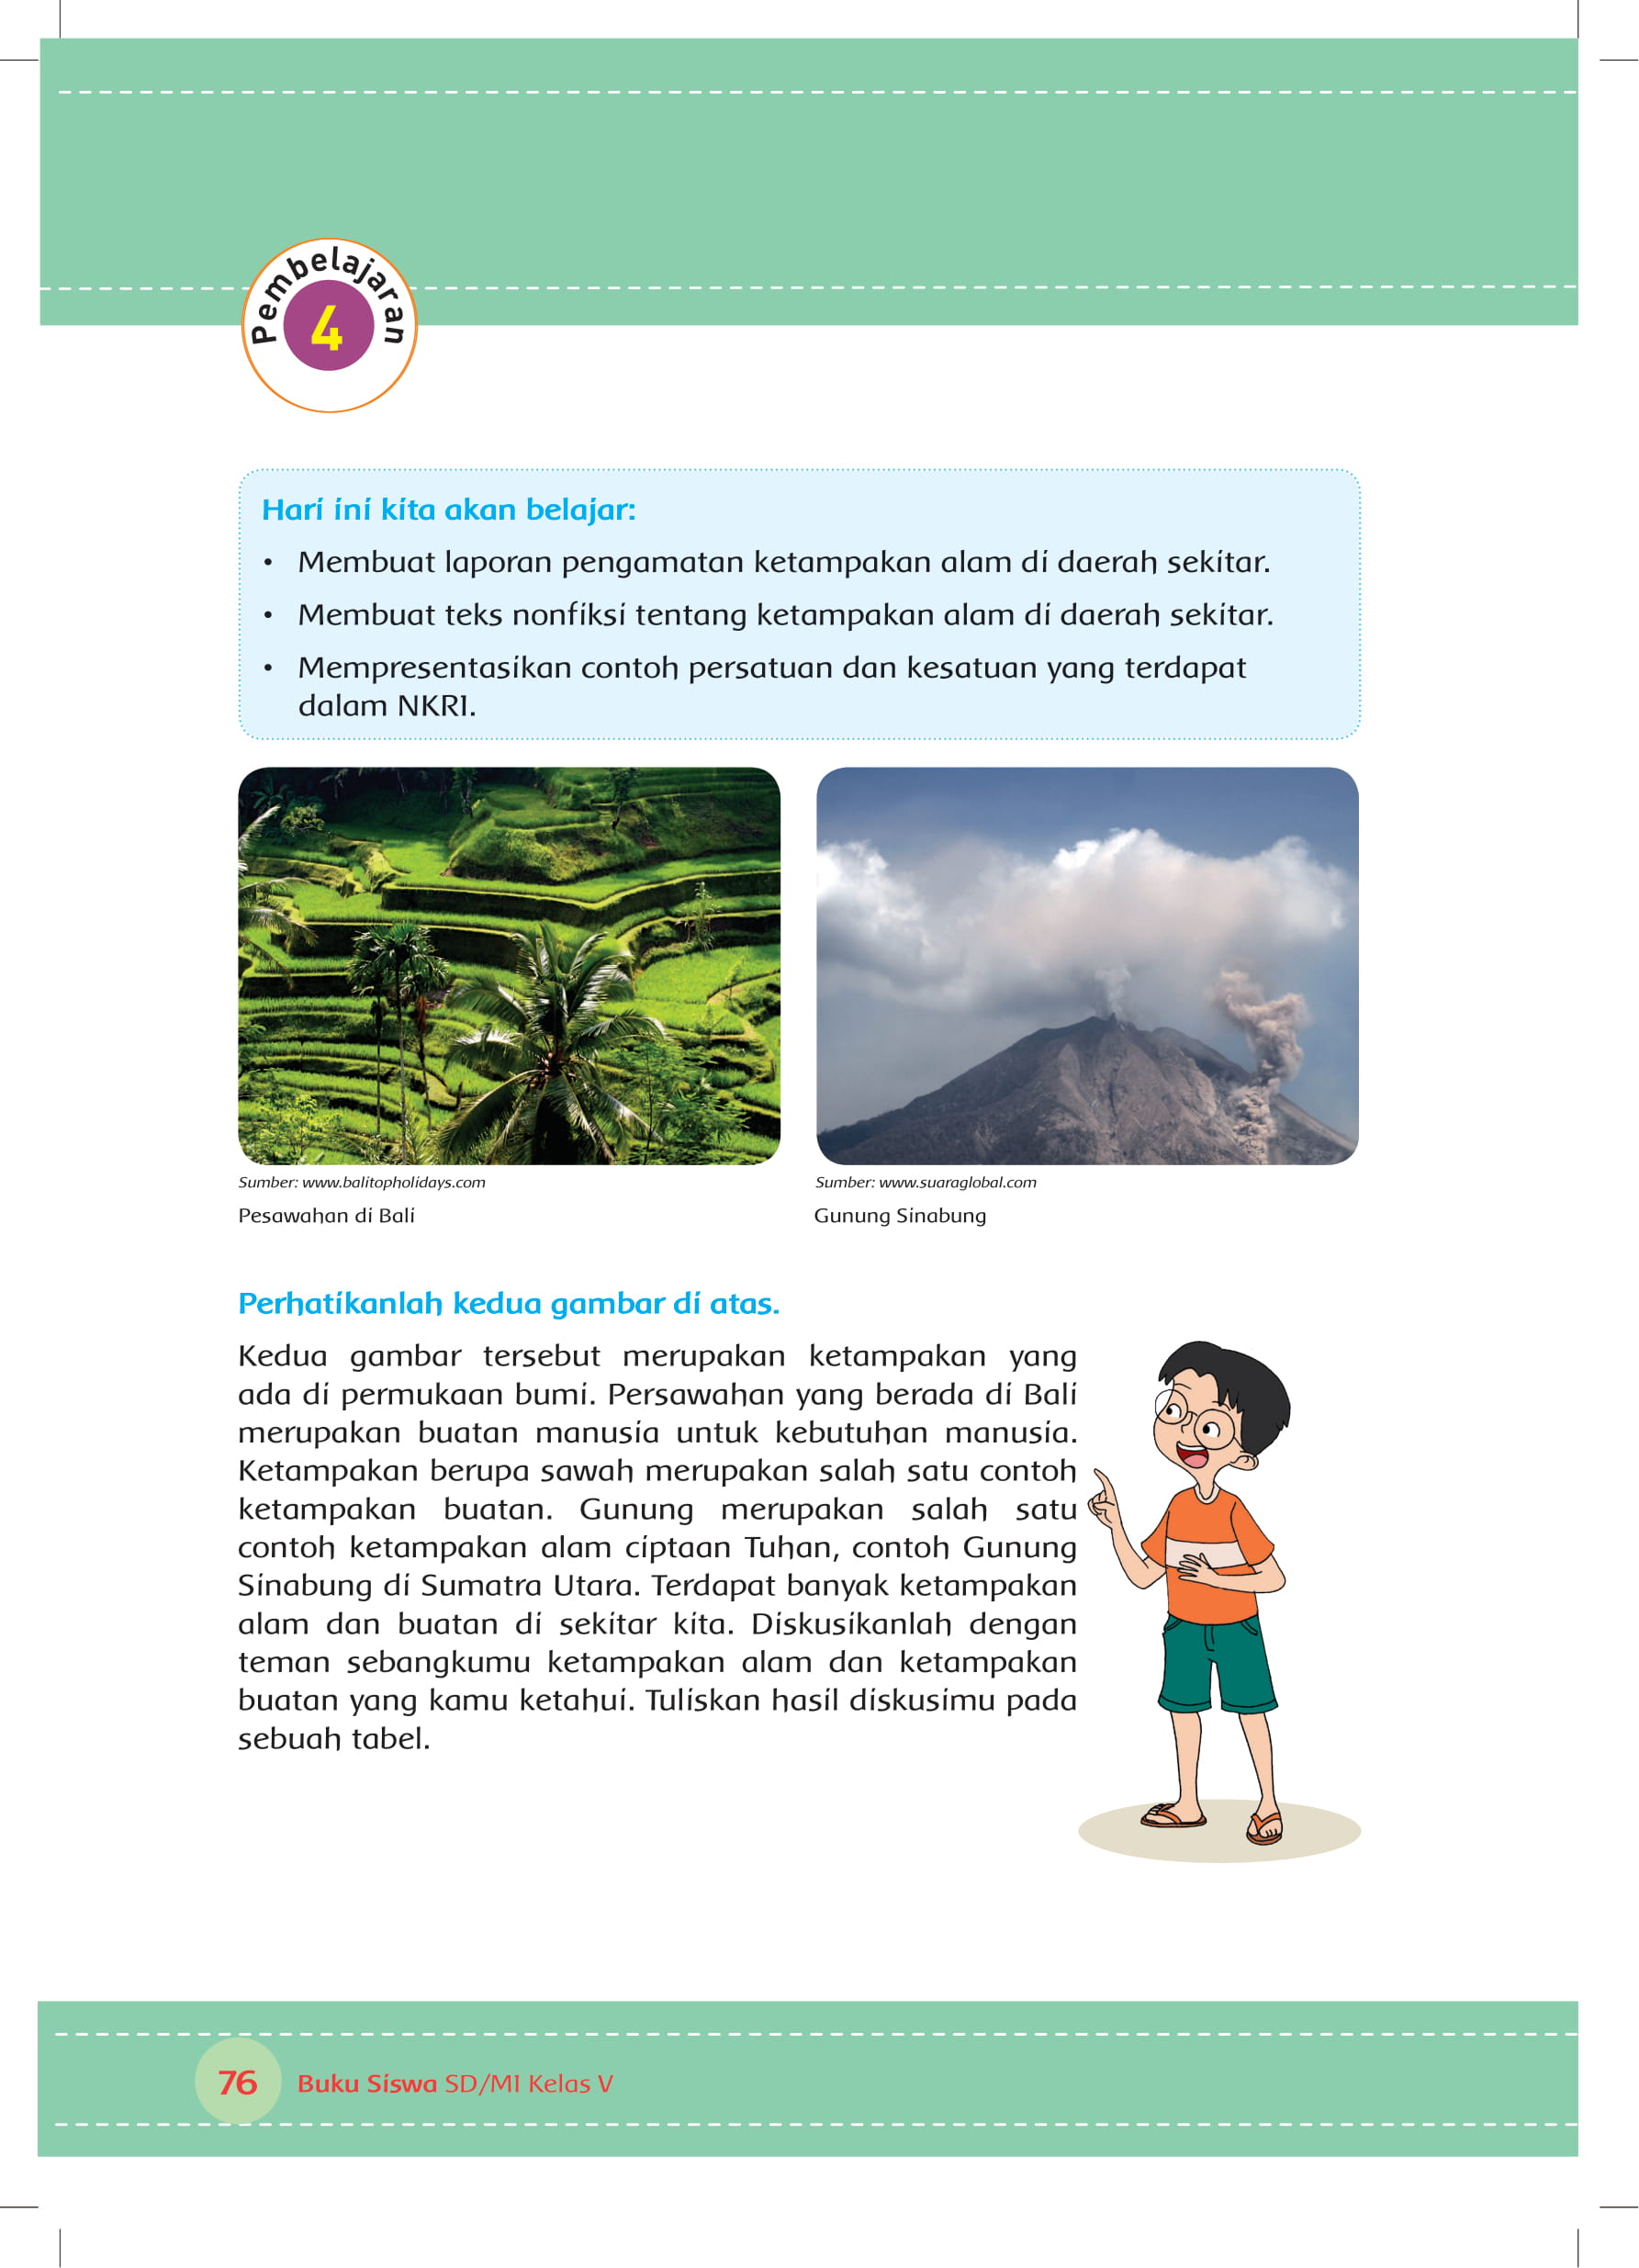 Pembelajaran
4
Hari ini kita akan belajar:
• Membuat laporan pengamatan ketampakan alam di daerah sekitar.
• Membuat teks nonfiksi tentang ketampakan alam di daerah sekitar.
• Mempresentasikan contoh persatuan dan kesatuan yang terdapat
dalam NKRI.
Sumber: www.balitopholidays.com
Pesawahan di Bali
Sumber: www.suaraglobal.com
Gunung Sinabung
Perhatikanlah kedua gambar di atas.
Kedua gambar tersebut merupakan ketampakan yang
ada di permukaan bumi. Persawahan yang berada di Bali
merupakan buatan manusia untuk kebutuhan manusia.
Ketampakan berupa sawah merupakan salah satu contoh
ketampakan buatan. Gunung merupakan salah satu
contoh ketampakan alam ciptaan Tuhan, contoh Gunung
Sinabung di Sumatra Utara. Terdapat banyak ketampakan
alam dan buatan di sekitar kita. Diskusikanlah dengan
teman sebangkumu ketampakan alam dan ketampakan
buatan yang kamu ketahui. Tuliskan hasil diskusimu pada
sebuah tabel.
76 Buku Siswa SD/MI Kelas V